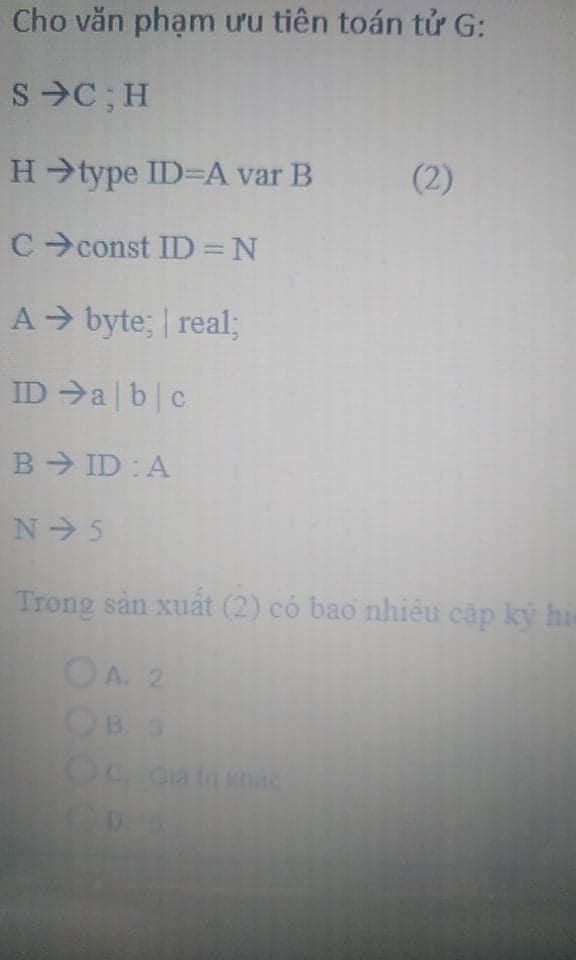 Cho văn phạm ưu tiên toán tử G:
S →C ; H
H →type ID=A var B (2)
C →const ID = N
A → byte; | real;
ID →a | b | c
B → ID : A
N → 5
Trong sản xuất (2) có bao nhiêu cặp ký
A. 2
B. 3
C. Giá trị khác
D.